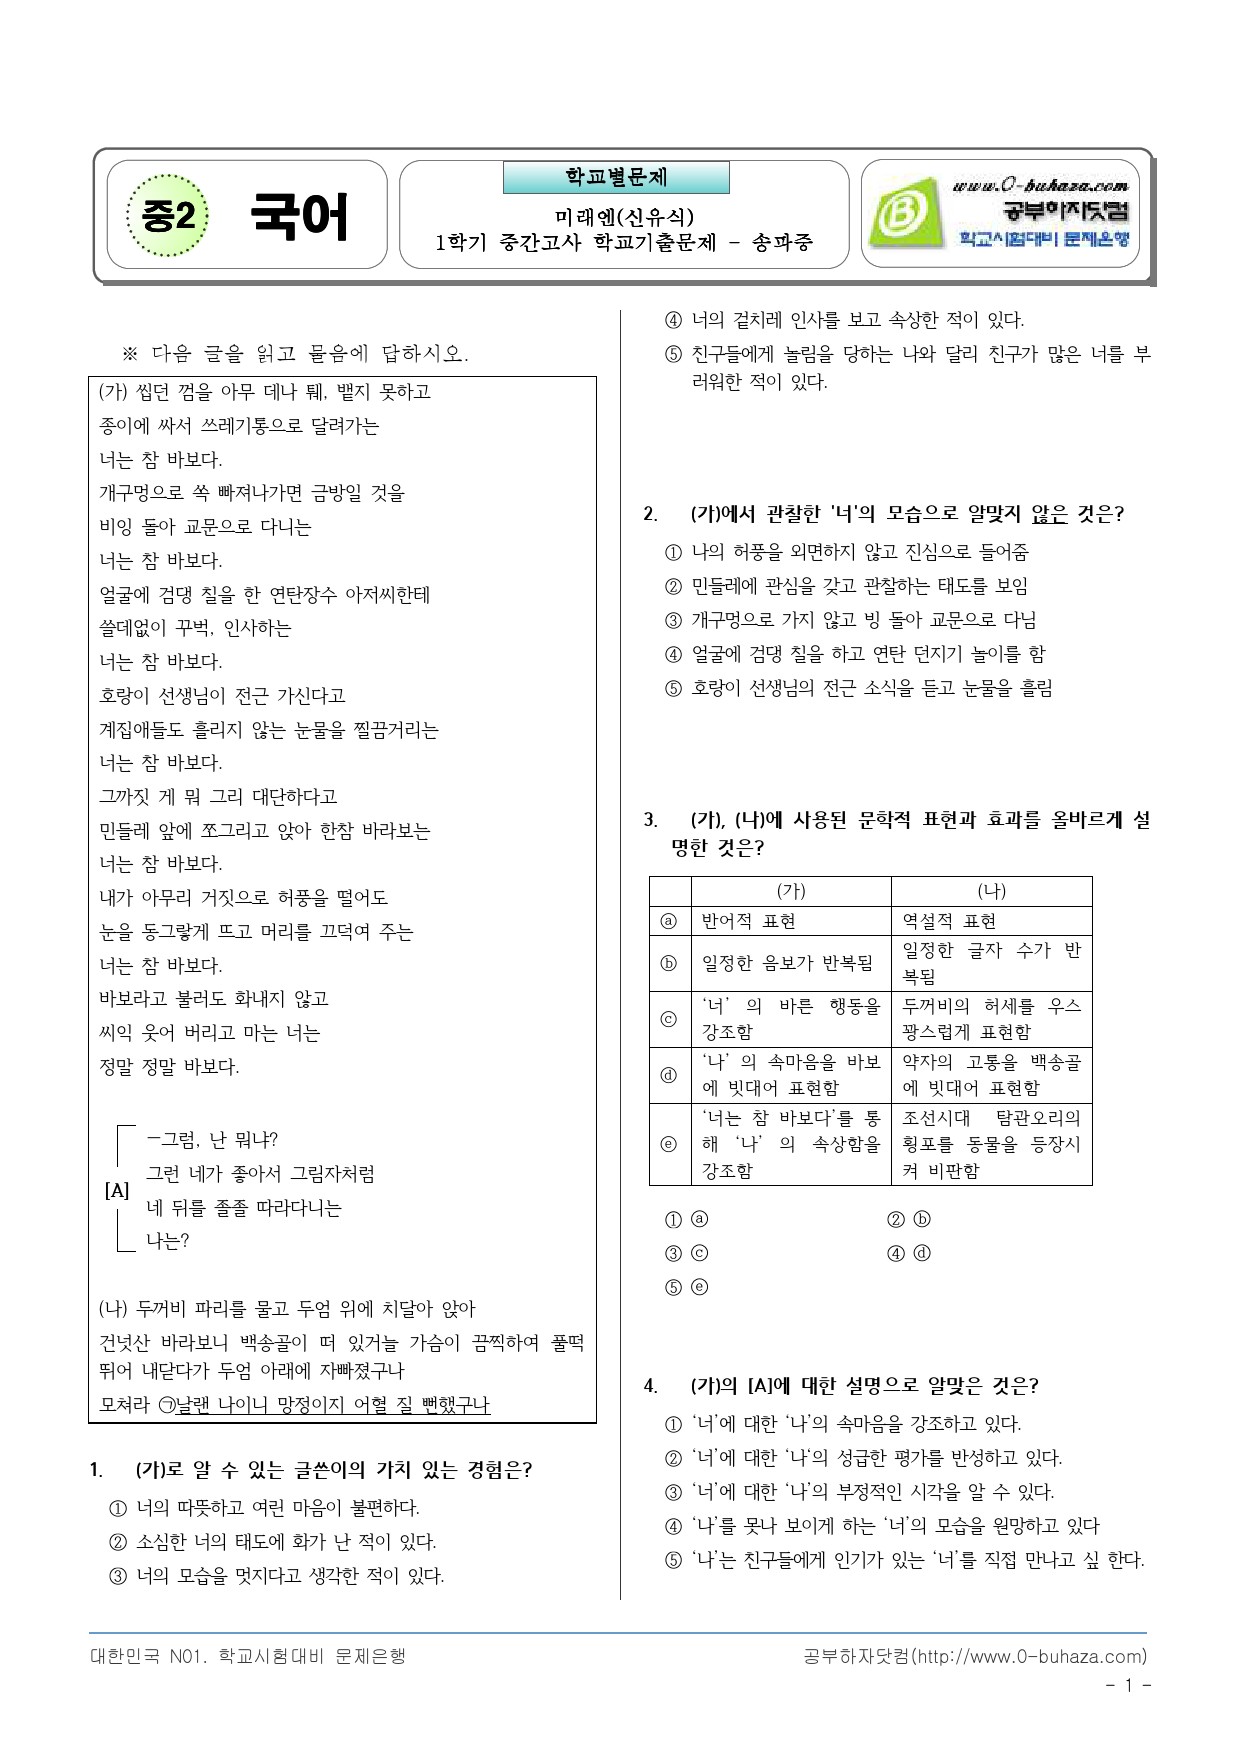 중2 국어
학교별문제
미래엔(신유식)
1학기 중간고사 학교기출문제 - 송파중
www.0-buhaza.com
공부하자닷컴
학교시험대비 문제은행
※ 다음 글을 읽고 물음에 답하시오.
(가) 씹던 껌을 아무 데나 퉤, 뱉지 못하고
종이에 싸서 쓰레기통으로 달려가는
너는 참 바보다.
개구멍으로 쏙 빠져나가면 금방일 것을
비잉 돌아 교문으로 다니는
너는 참 바보다.
얼굴에 검댕 칠을 한 연탄장수 아저씨한테
쓸데없이 꾸벅, 인사하는
너는 참 바보다.
호랑이 선생님이 전근 가신다고
계집애들도 흘리지 않는 눈물을 찔끔거리는
너는 참 바보다.
그까짓 게 뭐 그리 대단하다고
민들레 앞에 쪼그리고 앉아 한참 바라보는
너는 참 바보다.
내가 아무리 거짓으로 허풍을 떨어도
눈을 동그랗게 뜨고 머리를 끄덕여 주는
너는 참 바보다.
바보라고 불러도 화내지 않고
씨익 웃어 버리고 마는 너는
정말 정말 바보다.
─그럼, 난 뭐냐?
그런 네가 좋아서 그림자처럼
[A]
네 뒤를 졸졸 따라다니는
나는?
(나) 두꺼비 파리를 물고 두엄 위에 치달아 앉아
건넛산 바라보니 백송골이 떠 있거늘 가슴이 끔찍하여 풀떡
뛰어 내닫다가 두엄 아래에 자빠졌구나
모쳐라 ㉠날랜 나이니 망정이지 어혈 질 뻔했구나
1. (가)로 알 수 있는 글쓴이의 가치 있는 경험은?
① 너의 따뜻하고 여린 마음이 불편하다.
② 소심한 너의 태도에 화가 난 적이 있다.
③ 너의 모습을 멋지다고 생각한 적이 있다.
④ 너의 겉치레 인사를 보고 속상한 적이 있다.
⑤ 친구들에게 놀림을 당하는 나와 달리 친구가 많은 너를 부
러워한 적이 있다.
2. (가)에서 관찰한 '너'의 모습으로 알맞지 않은 것은?
① 나의 허풍을 외면하지 않고 진심으로 들어줌
② 민들레에 관심을 갖고 관찰하는 태도를 보임
③ 개구멍으로 가지 않고 빙 돌아 교문으로 다님
④ 얼굴에 검댕 칠을 하고 연탄 던지기 놀이를 함
⑤ 호랑이 선생님의 전근 소식을 듣고 눈물을 흘림
3. (가), (나)에 사용된 문학적 표현과 효과를 올바르게 설
명한 것은?
(가) (나)
ⓐ 반어적 표현 역설적 표현
ⓑ 일정한 음보가 반복됨 일정한 글자 수가 반
복됨
ⓒ ‘너’ 의 바른 행동을 두꺼비의 허세를 우스
강조함 꽝스럽게 표현함
ⓓ ‘나’ 의 속마음을 바보 약자의 고통을 백송골
에 빗대어 표현함 에 빗대어 표현함
ⓔ ‘너는 참 바보다’를 통 조선시대 탐관오리의
해 ‘나’ 의 속상함을 횡포를 동물을 등장시
강조함 켜 비판함
① ⓐ ② ⓑ
③ ⓒ ④ ⓓ
⑤ ⓔ
4. (가)의 [A]에 대한 설명으로 알맞은 것은?
① ‘너’에 대한 ‘나’의 속마음을 강조하고 있다.
② ‘너’에 대한 ‘나‘의 성급한 평가를 반성하고 있다.
③ ‘너’에 대한 ‘나’의 부정적인 시각을 알 수 있다.
④ ‘나’를 못나 보이게 하는 ‘너’의 모습을 원망하고 있다
⑤ ‘나’는 친구들에게 인기가 있는 ‘너’를 직접 만나고 싶 한다.
대한민국 N01. 학교시험대비 문제은행 공부하자닷컴(http://www.0-buhaza.com)
- 1 -